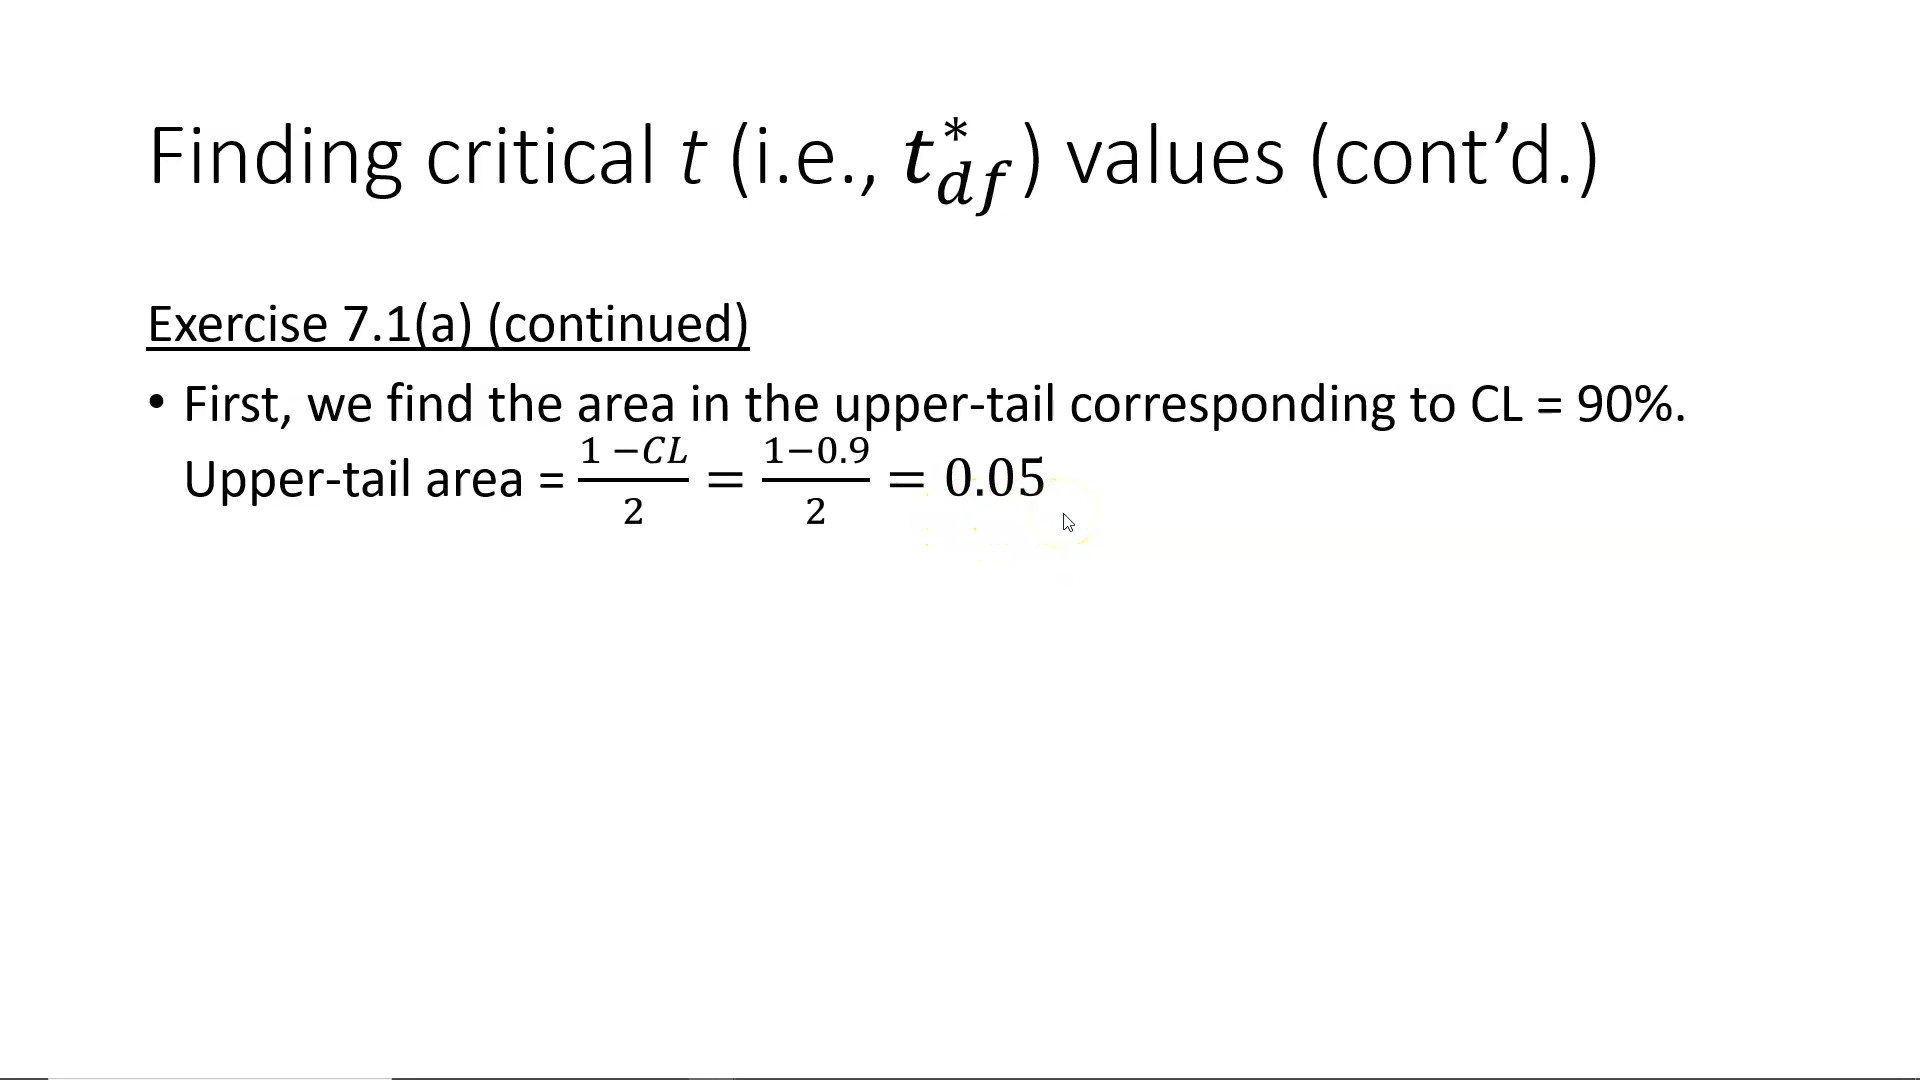 Finding critical t (i.e., t*df) values (cont’d.)
Exercise 7.1(a) (continued)
• First, we find the area in the upper-tail corresponding to CL = 90%.
Upper-tail area = (1 −CL)/2 = (1−0.9)/2 = 0.05